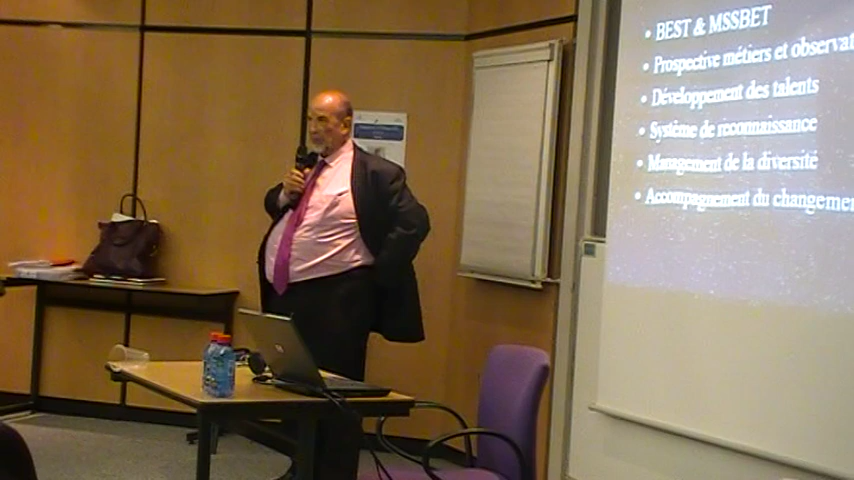 • BEST & MSSBET
• Prospective métiers et observat
• Développement des talents
• Système de reconnaissance
• Management de la diversité
• Accompagnement du changemen